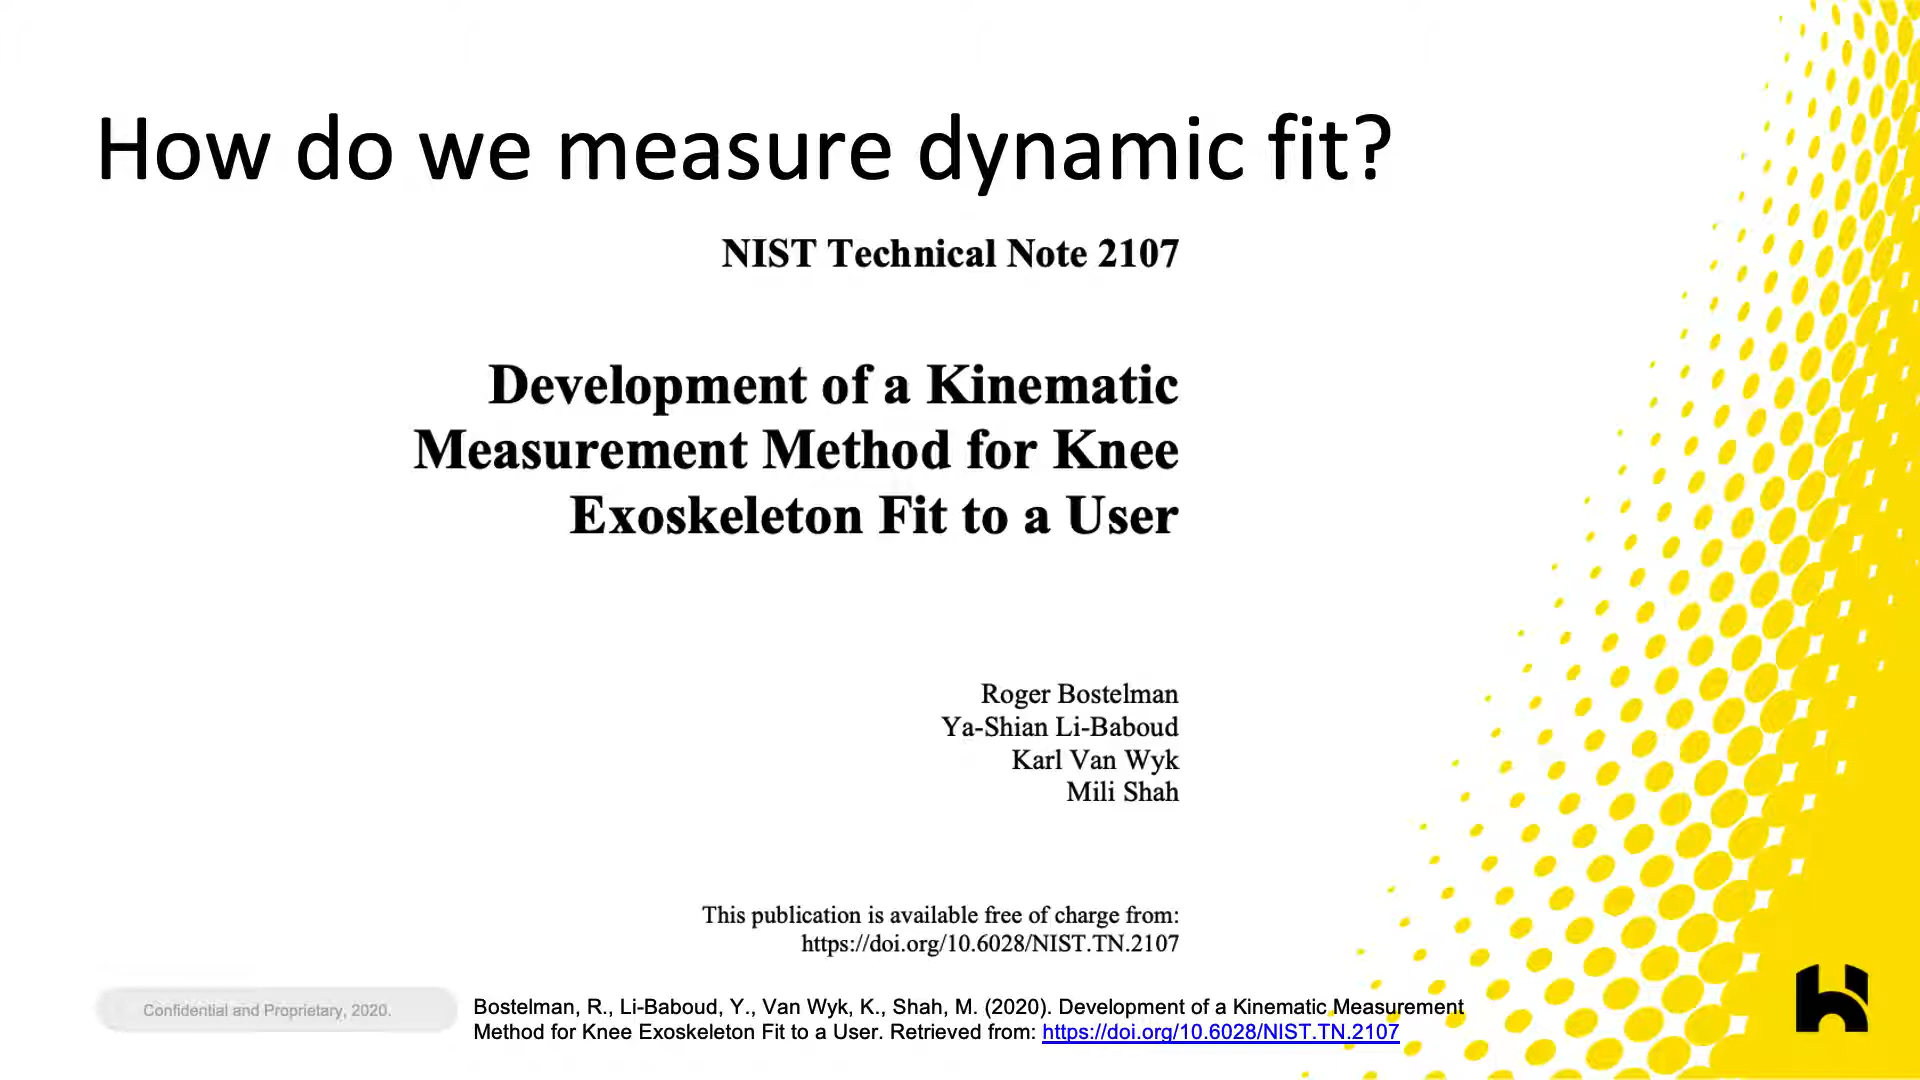 How do we measure dynamic fit?
NIST Technical Note 2107
Development of a Kinematic
Measurement Method for Knee
Exoskeleton Fit to a User
Roger Bostelman
Ya-Shian Li-Baboud
Karl Van Wyk
Mili Shah
This publication is available free of charge from:
https://doi.org/10.6028/NIST.TN.2107
Confidential and Proprietary, 2020.
Bostelman, R., Li-Baboud, Y., Van Wyk, K., Shah, M. (2020). Development of a Kinematic Measurement
Method for Knee Exoskeleton Fit to a User. Retrieved from: https://doi.org/10.6028/NIST.TN.2107